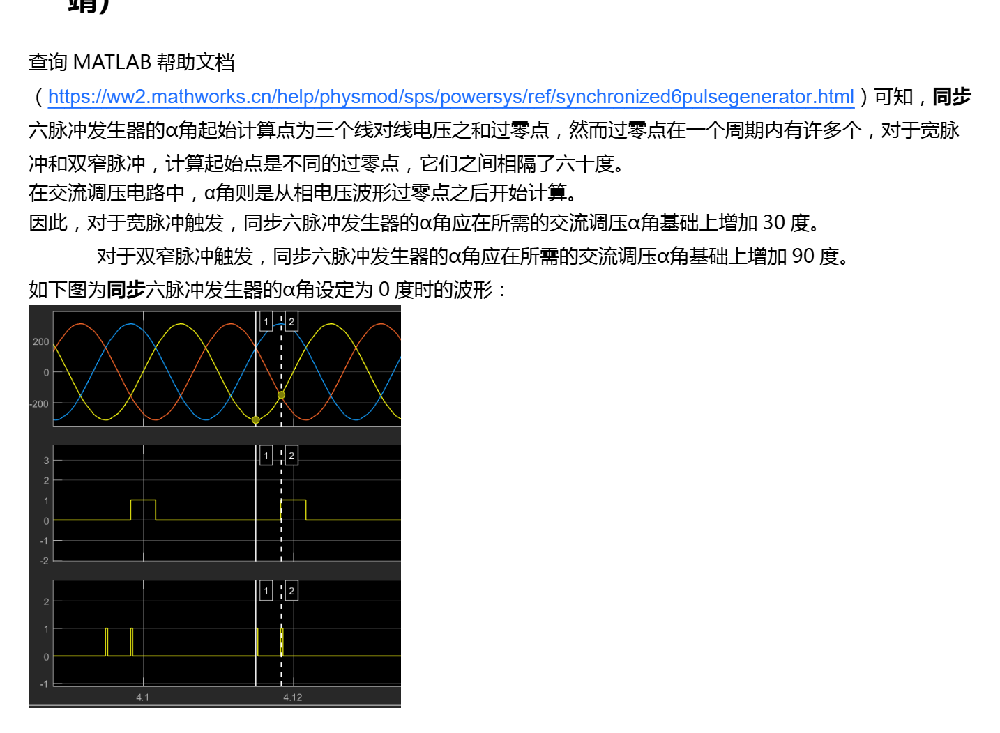 靖）
查询 MATLAB 帮助文档
（https://ww2.mathworks.cn/help/physmod/sps/powersys/ref/synchronized6pulsegenerator.html）可知，同步
六脉冲发生器的α角起始计算点为三个线对线电压之和过零点，然而过零点在一个周期内有许多个，对于宽脉
冲和双窄脉冲，计算起始点是不同的过零点，它们之间相隔了六十度。
在交流调压电路中，α角则是从相电压波形过零点之后开始计算。
因此，对于宽脉冲触发，同步六脉冲发生器的α角应在所需的交流调压α角基础上增加 30 度。
对于双窄脉冲触发，同步六脉冲发生器的α角应在所需的交流调压α角基础上增加 90 度。
如下图为同步六脉冲发生器的α角设定为 0 度时的波形：
1 2
200
0
-200
1 2
3
2
1
0
-1
-2
1 2
2
1
0
-1
4.1 4.12